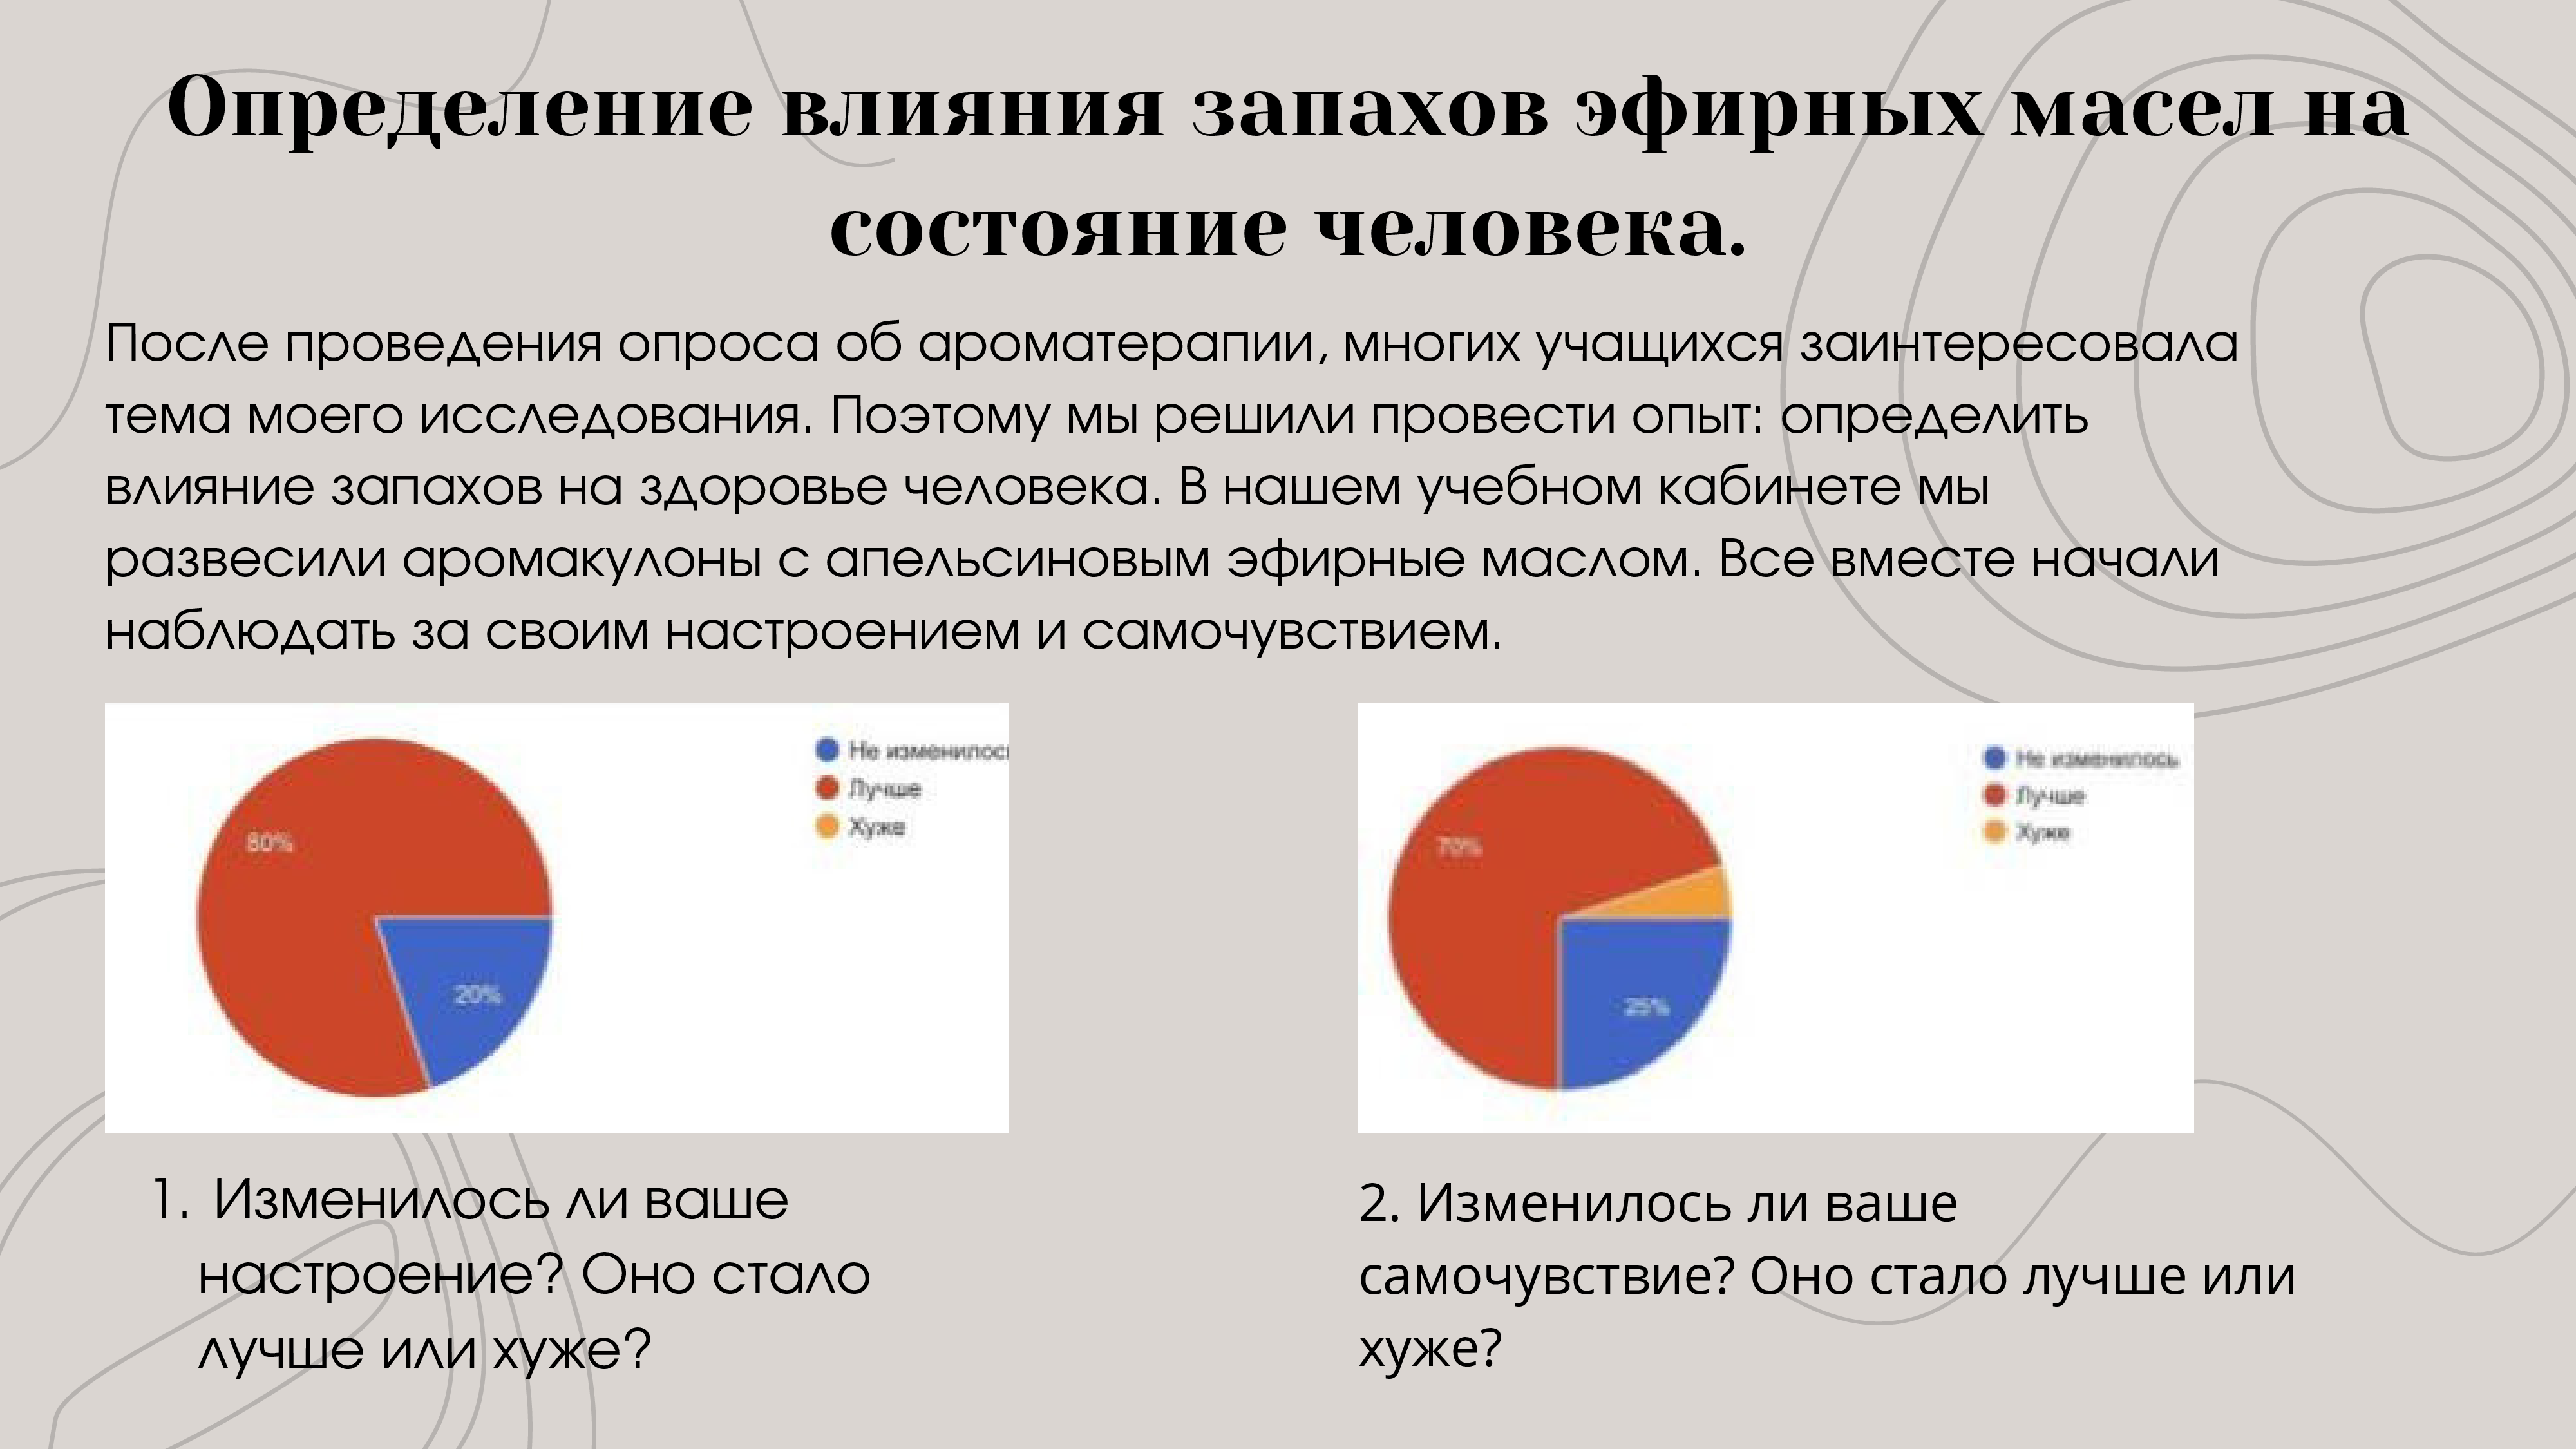 Определение влияния запахов эфирных масел на
состояние человека.
После проведения опроса об ароматерапии, многих учащихся заинтересовала
тема моего исследования. Поэтому мы решили провести опыт: определить
влияние запахов на здоровье человека. В нашем учебном кабинете мы
развесили аромакулоны с апельсиновым эфирные маслом. Все вместе начали
наблюдать за своим настроением и самочувствием.
Не изменилос
Лучше
Хуже
80%
20%
Не изменилось
Лучше
Хуже
70%
25%
1. Изменилось ли ваше
настроение? Оно стало
лучше или хуже?
2. Изменилось ли ваше
самочувствие? Оно стало лучше или
хуже?